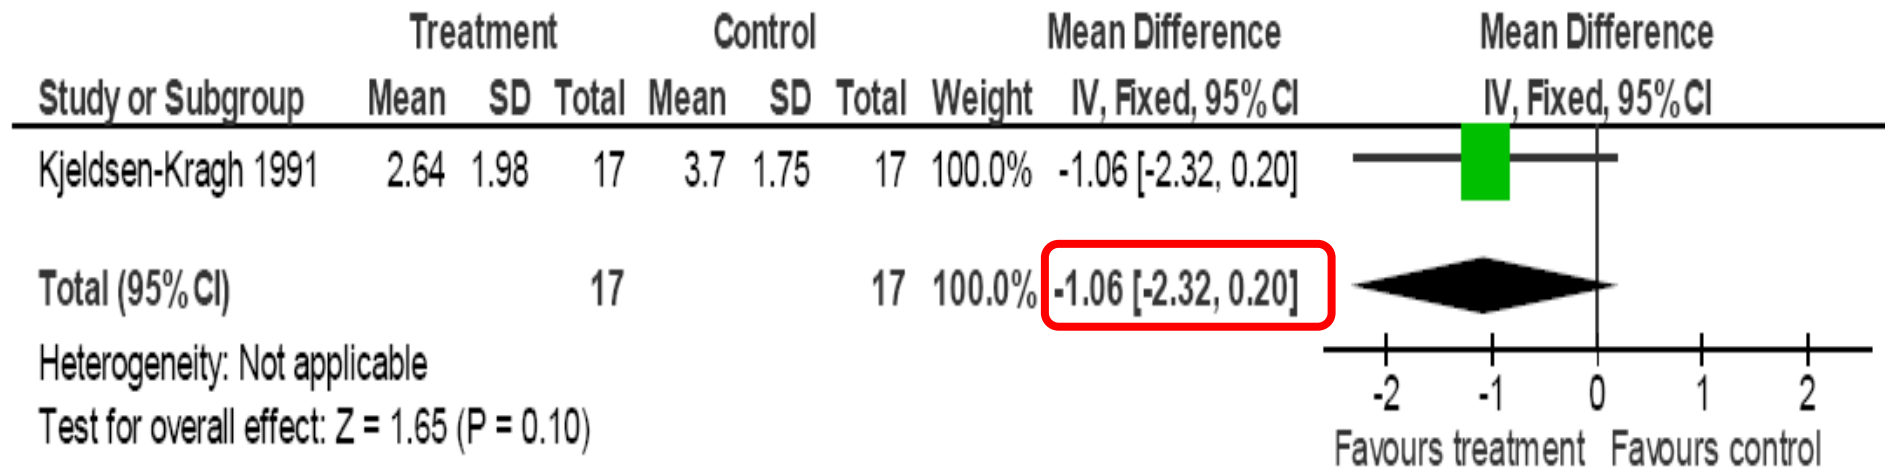 Treatment Control Mean Difference Mean Difference
Study or Subgroup Mean SD Total Mean SD Total Weight IV, Fixed, 95% CI IV, Fixed, 95% CI
Kjeldsen-Kragh 1991 2.64 1.98 17 3.7 1.75 17 100.0% -1.06 [-2.32, 0.20]
Total (95% CI) 17 17 100.0% -1.06 [-2.32, 0.20]
Heterogeneity: Not applicable
Test for overall effect: Z = 1.65 (P = 0.10)
-2 -1 0 1 2
Favours treatment Favours control